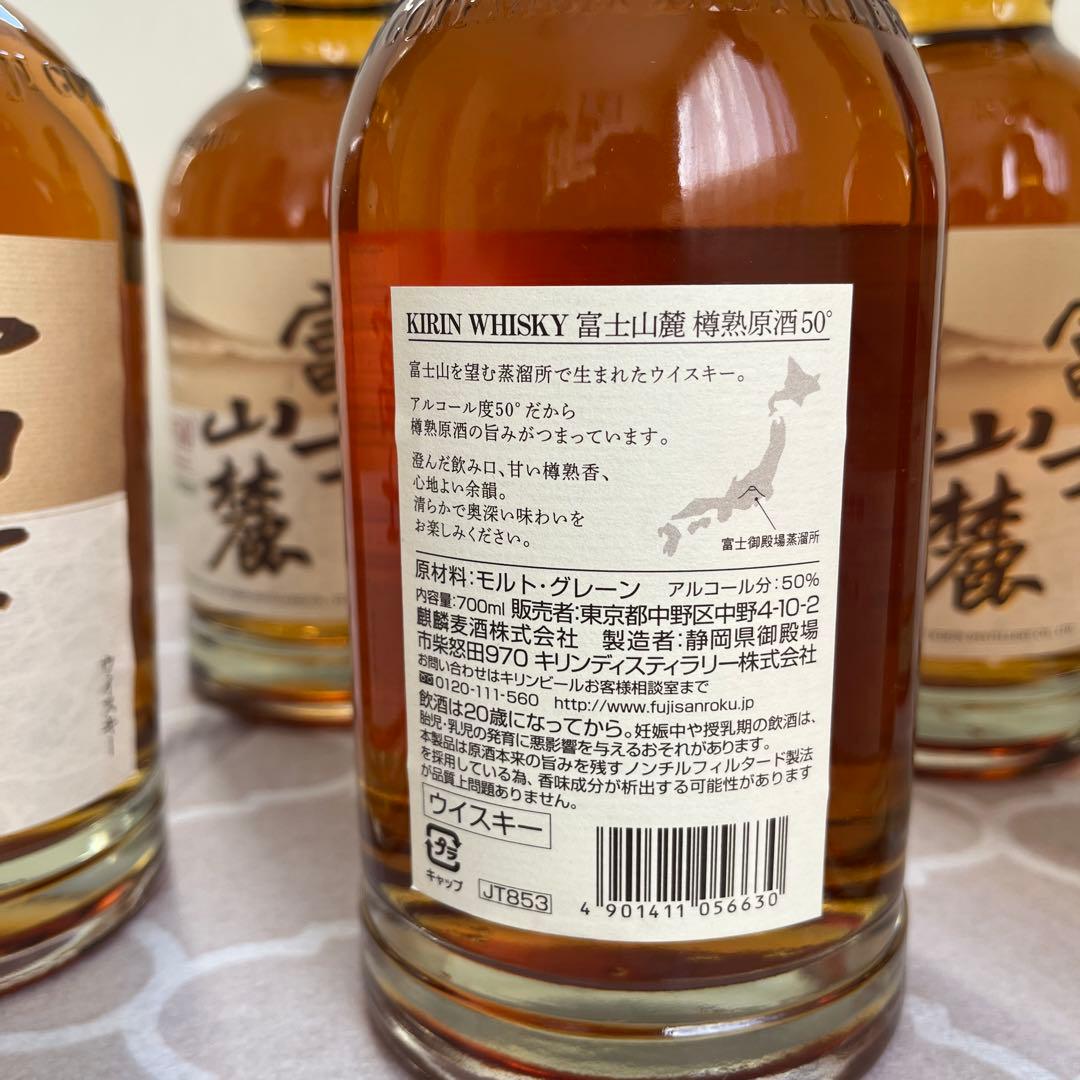 KIRIN WHISKY 富士山麓 樽熟原酒50°
富士山を望む蒸溜所で生まれたウイスキー。
アルコール度50°だから
樽熟原酒の旨みがつまっています。
澄んだ飲み口、甘い樽熟香、
心地よい余韻。
清らかで奥深い味わいを
お楽しみください。
富士御殿場蒸溜所
原材料:モルト・グレーン アルコール分:50%
内容量:700ml 販売者:東京都中野区中野4-10-2
麒麟麦酒株式会社 製造者:静岡県御殿場
市柴怒田970 キリンディスティラリー株式会社
お問い合わせはキリンビールお客様相談室まで
0120-111-560 http://www.fujisanroku.jp
飲酒は20歳になってから。妊娠中や授乳期の飲酒は、
胎児・乳児の発育に悪影響を与えるおそれがあります。
本製品は原酒本来の旨みを残すノンチルフィルタード製法
を採用している為、香味成分が析出する可能性があります
が品質上問題ありません。
ウイスキー
プラ
キャップ
JT853
4 901411 056630
富士
山麓
富士
山麓
ウイスキー